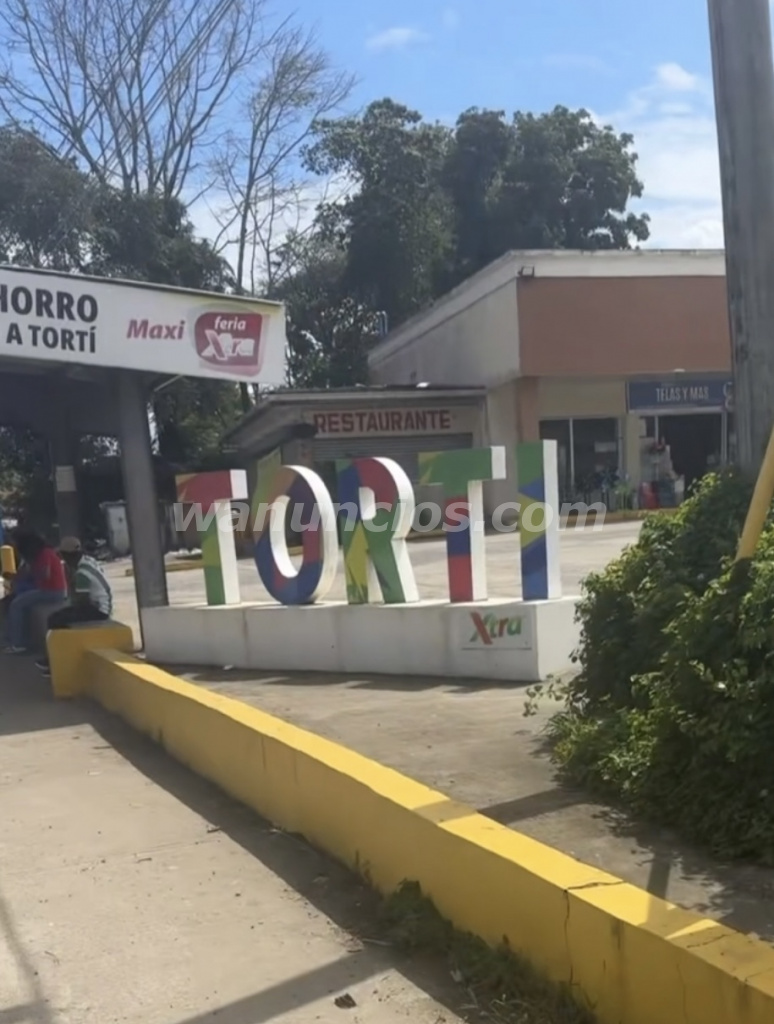 HORRO
A TORTÍ
Maxi
feria
Xtra
RESTAURANTE
TELAS Y MAS
TORTI
wanuncios.com
Xtra